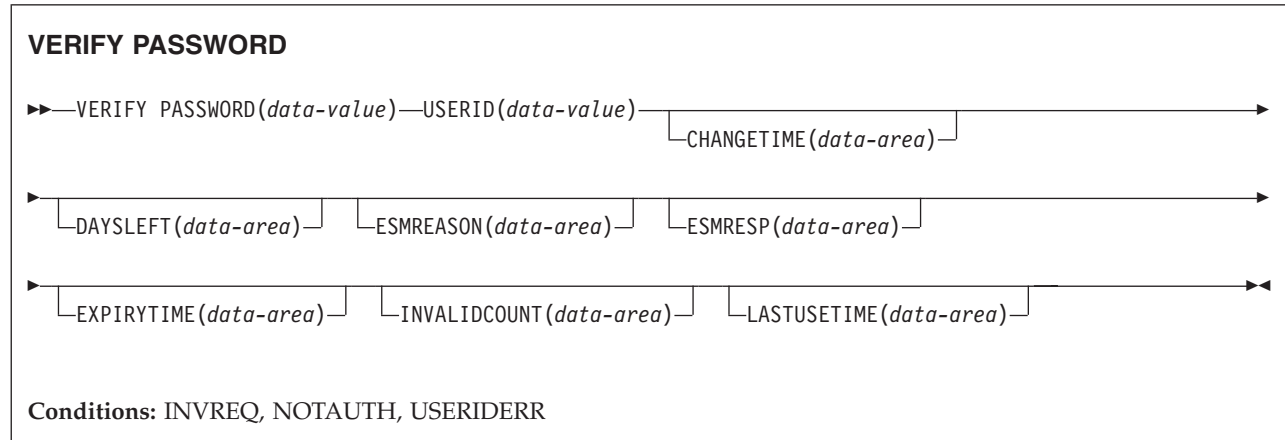 VERIFY PASSWORD
VERIFY PASSWORD(data-value) USERID(data-value)
CHANGETIME(data-area)
DAYSLEFT(data-area) ESMREASON(data-area) ESMRESP(data-area)
EXPIRYTIME(data-area) INVALIDCOUNT(data-area) LASTUSETIME(data-area)
Conditions: INVREQ, NOTAUTH, USERIDERR